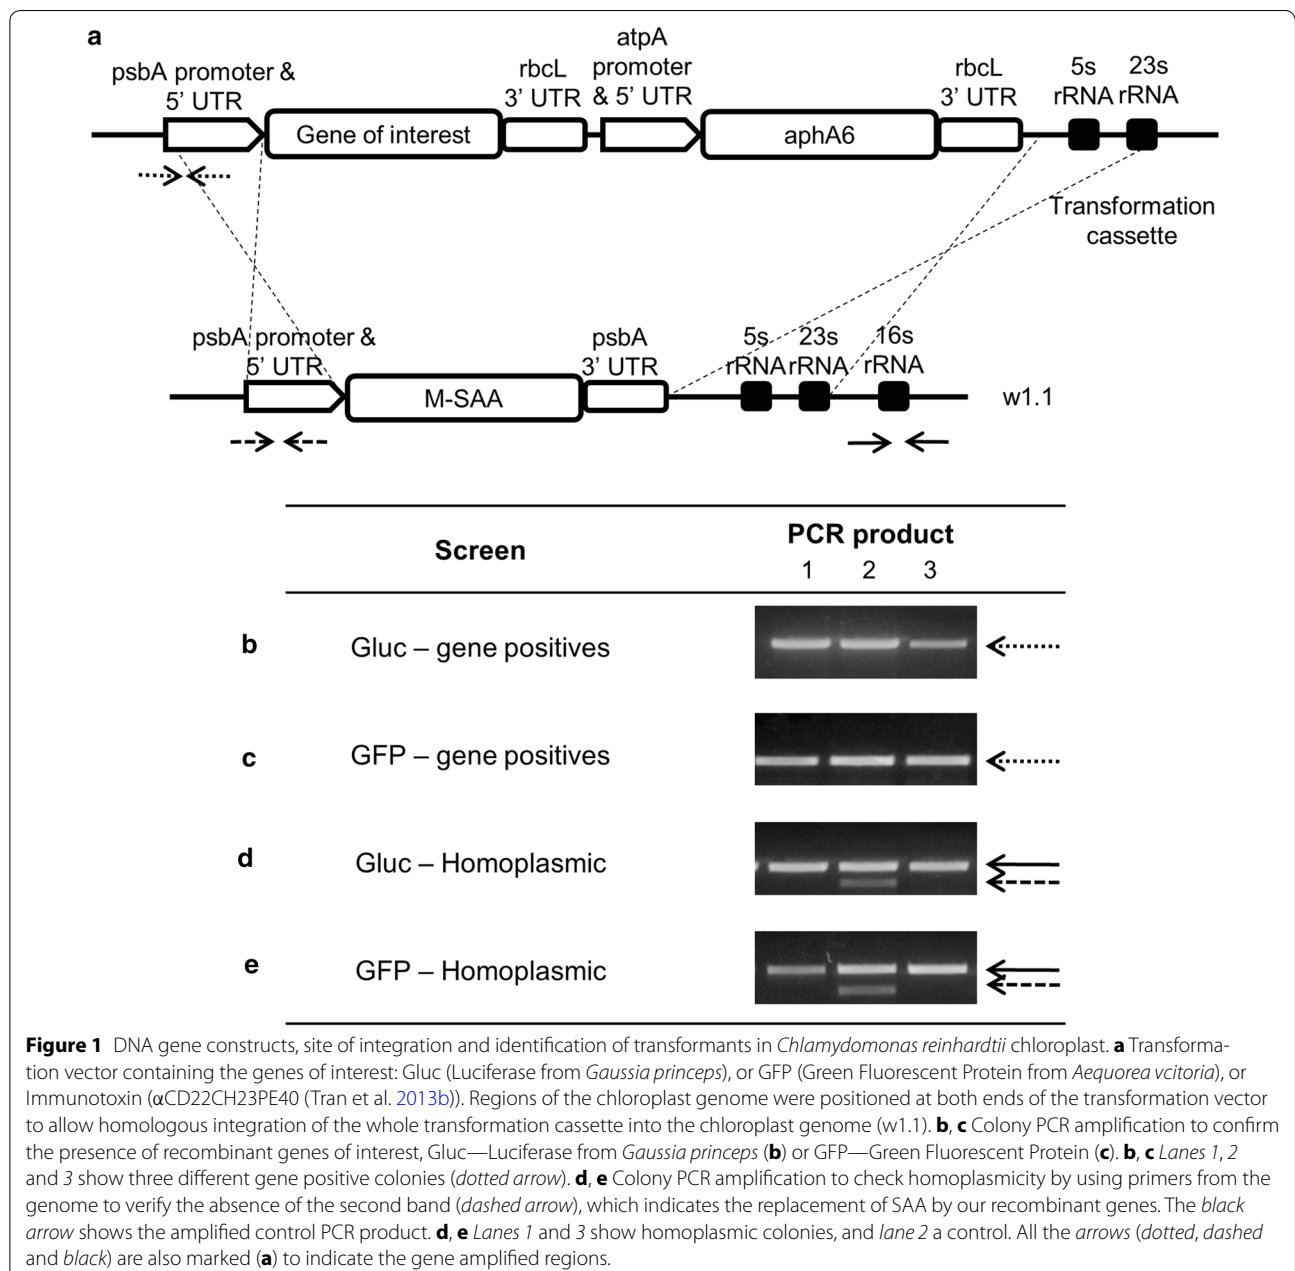 a
psbA promoter &
5’ UTR
Gene of interest
rbcL
3’ UTR
atpA
promoter
& 5’ UTR
aphA6
rbcL
3’ UTR
5s
rRNA
23s
rRNA
Transformation
cassette
psbA promoter &
5’ UTR
M-SAA
psbA
3’ UTR
5s
rRNA
23s
rRNA
16s
rRNA
w1.1
Screen
PCR product
1 2 3
b Gluc – gene positives
c GFP – gene positives
d Gluc – Homoplasmic
e GFP – Homoplasmic
Figure 1 DNA gene constructs, site of integration and identification of transformants in Chlamydomonas reinhardtii chloroplast. a Transforma-
tion vector containing the genes of interest: Gluc (Luciferase from Gaussia princeps), or GFP (Green Fluorescent Protein from Aequorea vcitoria), or
Immunotoxin (αCD22CH23PE40 (Tran et al. 2013b)). Regions of the chloroplast genome were positioned at both ends of the transformation vector
to allow homologous integration of the whole transformation cassette into the chloroplast genome (w1.1). b, c Colony PCR amplification to confirm
the presence of recombinant genes of interest, Gluc—Luciferase from Gaussia princeps (b) or GFP—Green Fluorescent Protein (c). b, c Lanes 1, 2
and 3 show three different gene positive colonies (dotted arrow). d, e Colony PCR amplification to check homoplasmicity by using primers from the
genome to verify the absence of the second band (dashed arrow), which indicates the replacement of SAA by our recombinant genes. The black
arrow shows the amplified control PCR product. d, e Lanes 1 and 3 show homoplasmic colonies, and lane 2 a control. All the arrows (dotted, dashed
and black) are also marked (a) to indicate the gene amplified regions.